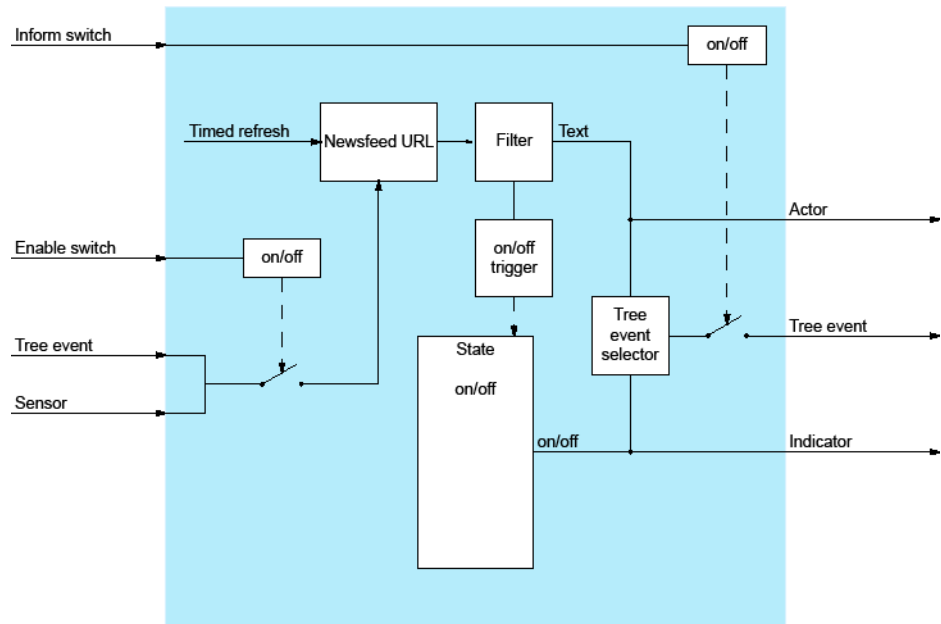 Inform switch
on/off
Timed refresh
Newsfeed URL
Filter
Text
Actor
Enable switch
on/off
on/off
trigger
Tree event
Sensor
State
on/off
Tree
event
selector
Tree event
on/off
Indicator